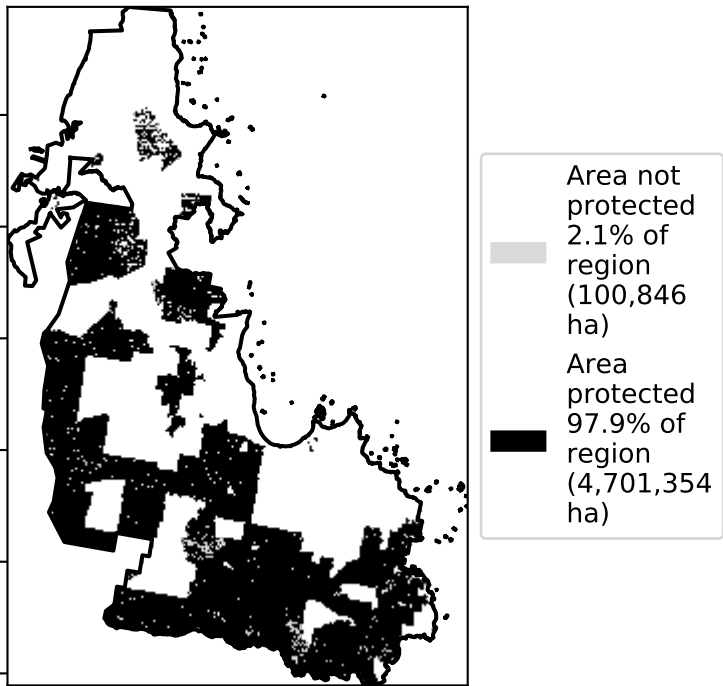 Area not
protected
2.1% of
region
(100,846
ha)
Area
protected
97.9% of
region
(4,701,354
ha)